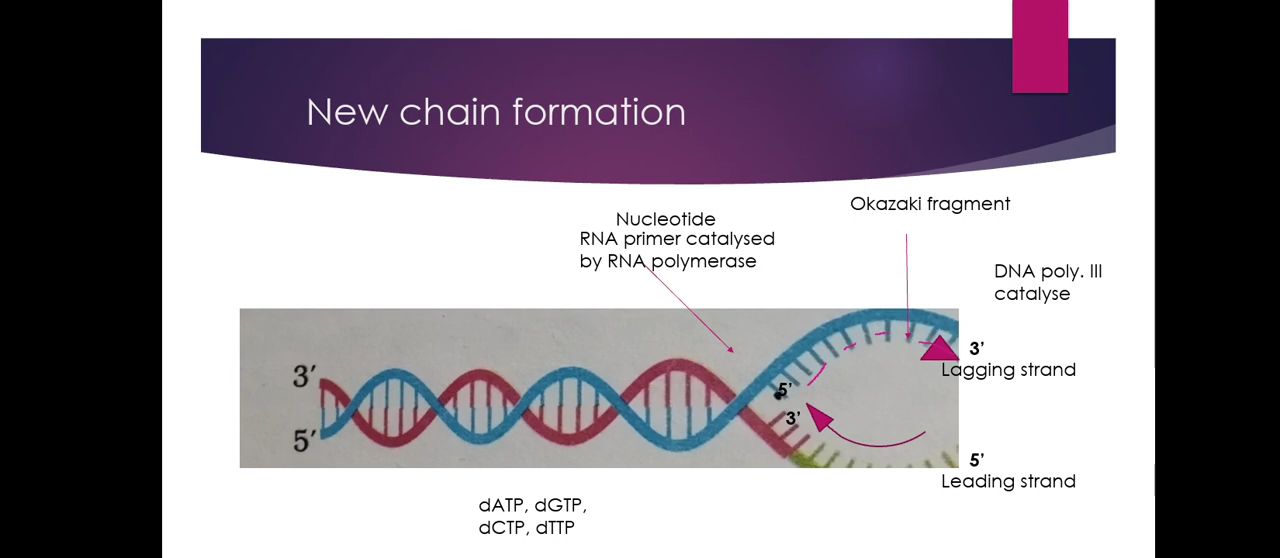 New chain formation
Okazaki fragment
Nucleotide
RNA primer catalysed
by RNA polymerase
DNA poly. III
catalyse
3’
5’
5’
3’
3’
Lagging strand
5’
Leading strand
dATP, dGTP,
dCTP, dTTP